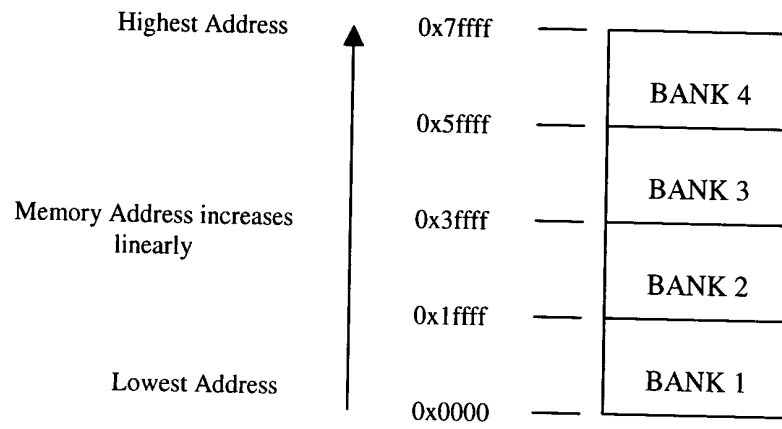 Highest Address
0x7ffff
BANK 4
0x5ffff
BANK 3
Memory Address increases
linearly
0x3ffff
BANK 2
0x1ffff
BANK 1
Lowest Address
0x0000